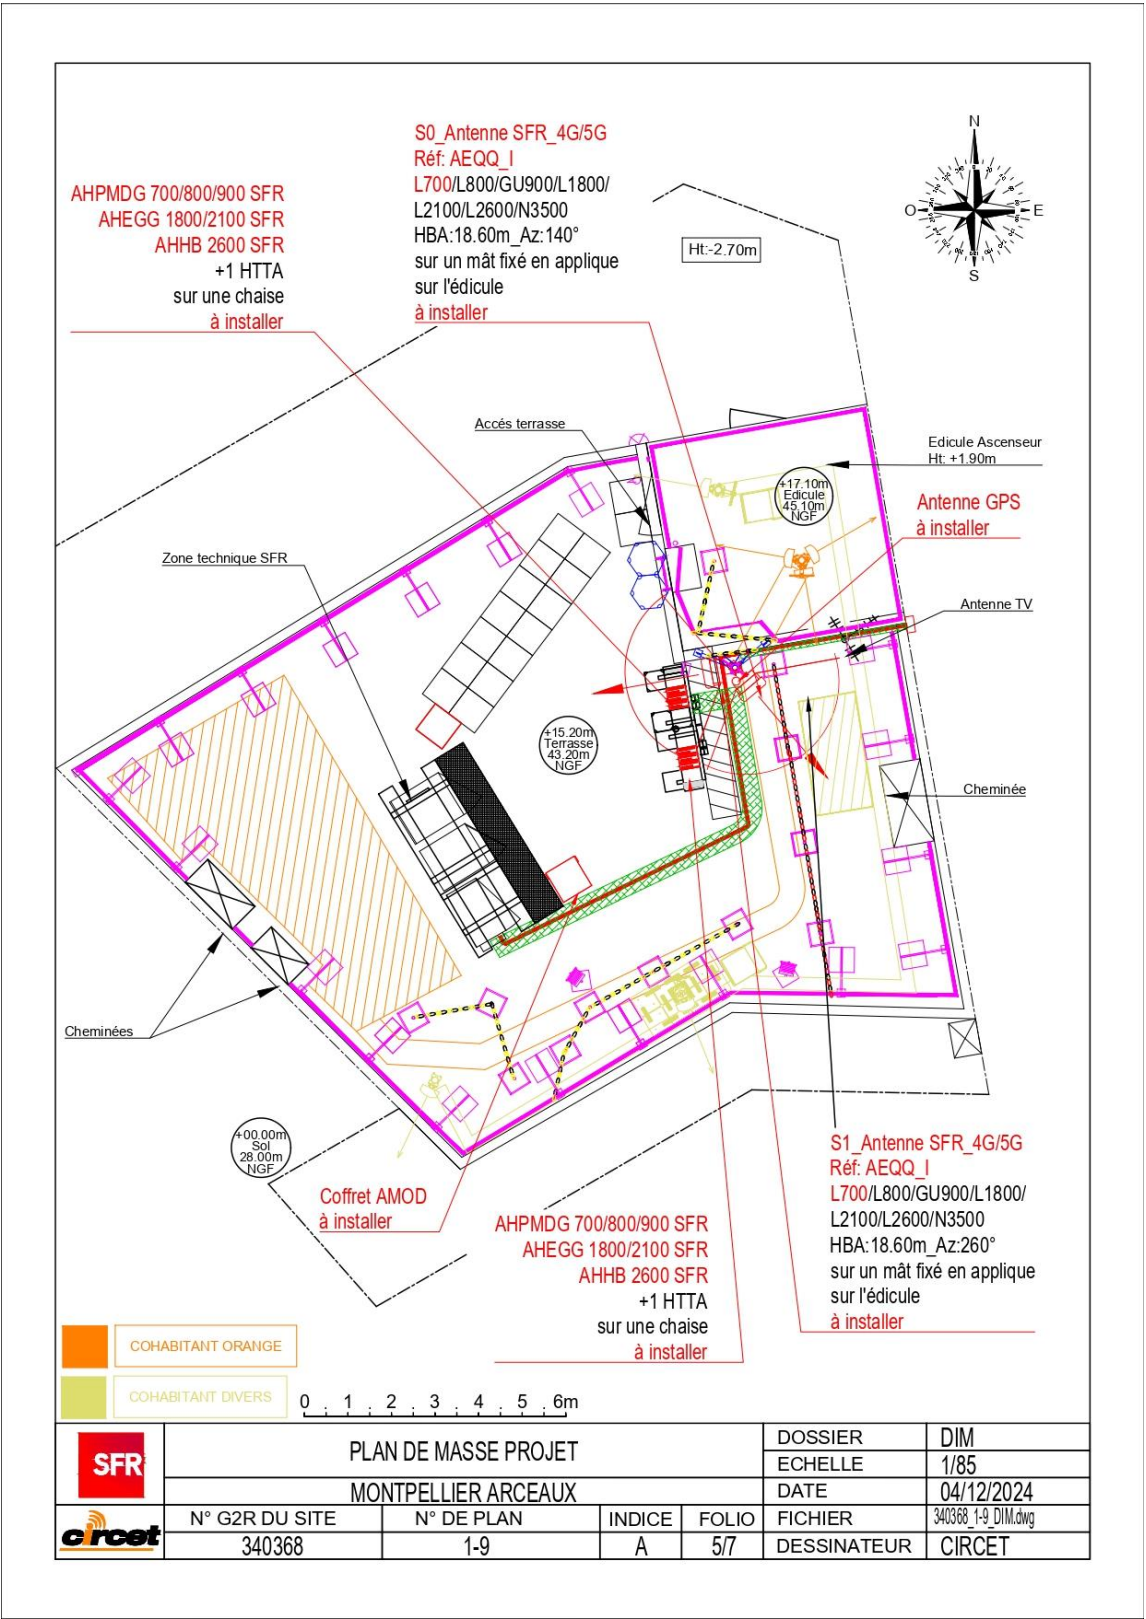 S0_Antenne SFR_4G/5G
Réf: AEQQ_I
L700/L800/GU900/L1800/
L2100/L2600/N3500
HBA:18.60m_Az:140°
sur un mât fixé en applique
sur l'édicule
à installer
AHPMDG 700/800/900 SFR
AHEGG 1800/2100 SFR
AHHB 2600 SFR
+1 HTTA
sur une chaise
à installer
Ht:-2.70m
N
O
E
S
Accés terrasse
Edicule Ascenseur
Ht: +1.90m
+17.10m
Edicule
45.10m
NGF
Antenne GPS
à installer
Zone technique SFR
Antenne TV
+15.20m
Terrasse
43.20m
NGF
Cheminée
Cheminées
+00.00m
Sol
28.00m
NGF
Coffret AMOD
à installer
S1_Antenne SFR_4G/5G
Réf: AEQQ_I
L700/L800/GU900/L1800/
L2100/L2600/N3500
HBA:18.60m_Az:260°
sur un mât fixé en applique
sur l'édicule
à installer
AHPMDG 700/800/900 SFR
AHEGG 1800/2100 SFR
AHHB 2600 SFR
+1 HTTA
sur une chaise
à installer
COHABITANT ORANGE
COHABITANT DIVERS
0 1 2 3 4 5 6m
SFR
PLAN DE MASSE PROJET
DOSSIER DIM
ECHELLE 1/85
MONTPELLIER ARCEAUX
DATE 04/12/2024
circet
N° G2R DU SITE N° DE PLAN INDICE FOLIO FICHIER 340368_1-9_DIM.dwg
340368 1-9 A 5/7 DESSINATEUR CIRCET